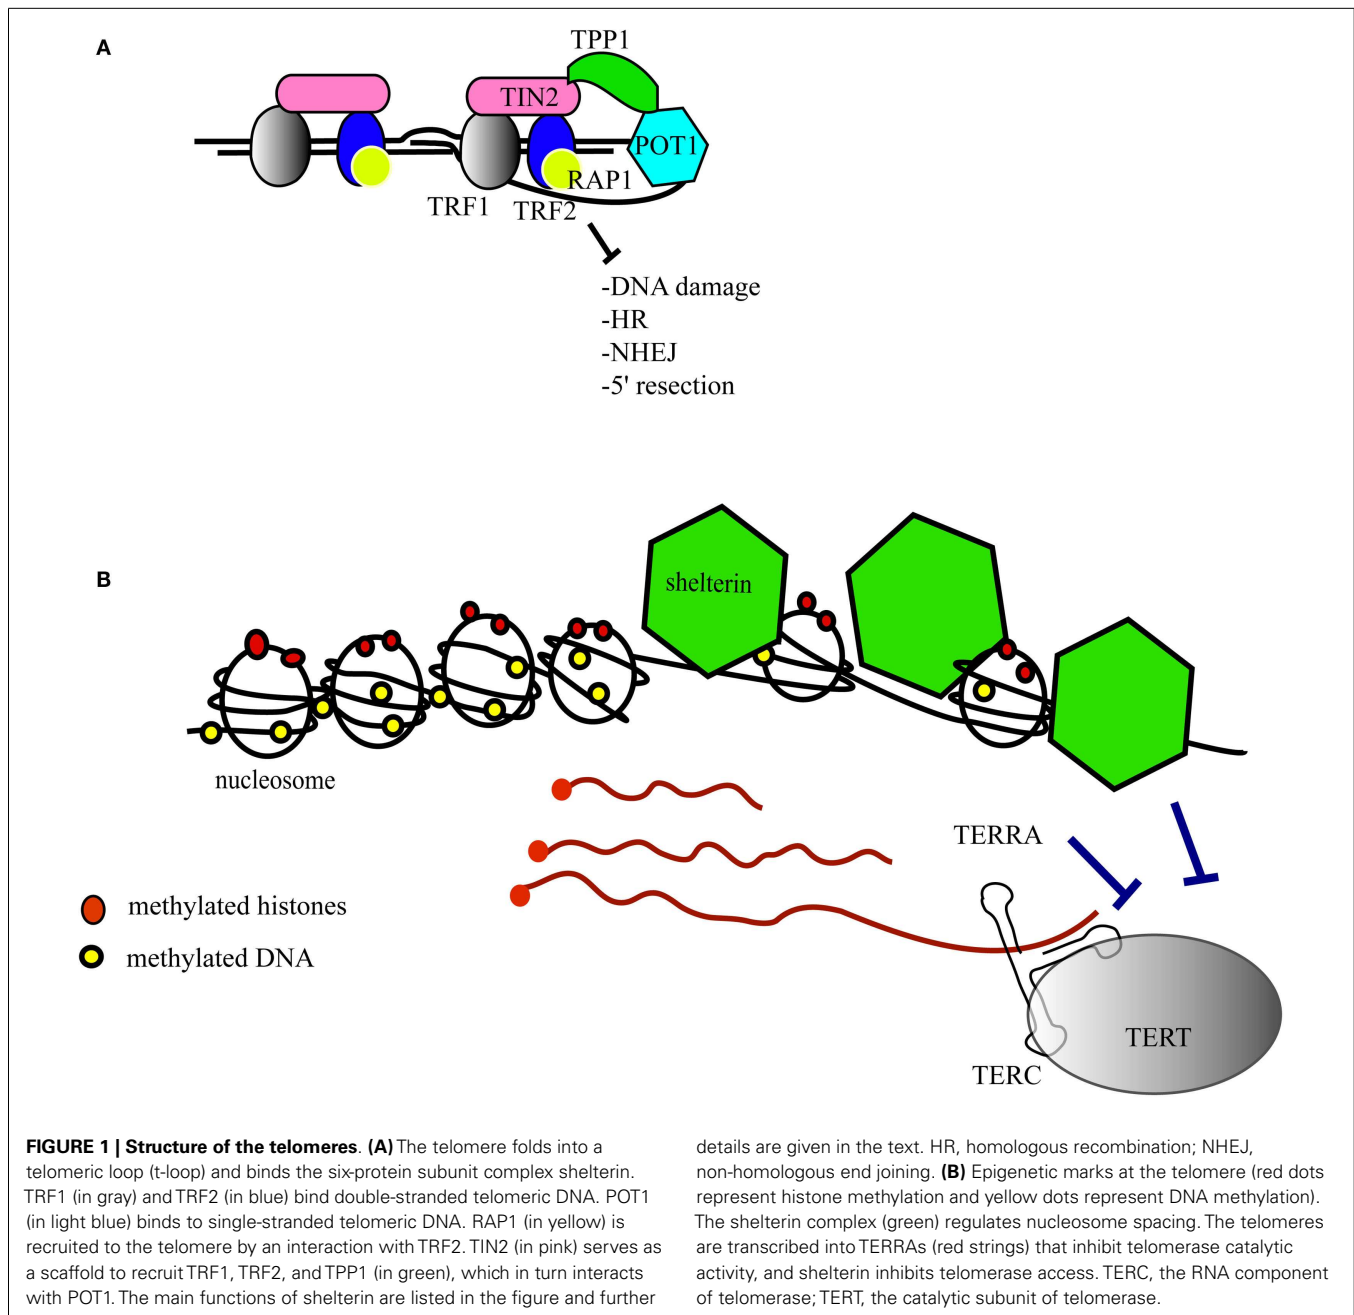 A
TPP1
TIN2
POT1
RAP1
TRF1
TRF2
-DNA damage
-HR
-NHEJ
-5' resection
B
shelterin
nucleosome
TERRA
methylated histones
methylated DNA
TERT
TERC
FIGURE 1 | Structure of the telomeres. (A) The telomere folds into a
telomeric loop (t-loop) and binds the six-protein subunit complex shelterin.
TRF1 (in gray) and TRF2 (in blue) bind double-stranded telomeric DNA. POT1
(in light blue) binds to single-stranded telomeric DNA. RAP1 (in yellow) is
recruited to the telomere by an interaction with TRF2. TIN2 (in pink) serves as
a scaffold to recruit TRF1, TRF2, and TPP1 (in green), which in turn interacts
with POT1. The main functions of shelterin are listed in the figure and further
details are given in the text. HR, homologous recombination; NHEJ,
non-homologous end joining. (B) Epigenetic marks at the telomere (red dots
represent histone methylation and yellow dots represent DNA methylation).
The shelterin complex (green) regulates nucleosome spacing. The telomeres
are transcribed into TERRAs (red strings) that inhibit telomerase catalytic
activity, and shelterin inhibits telomerase access. TERC, the RNA component
of telomerase; TERT, the catalytic subunit of telomerase.